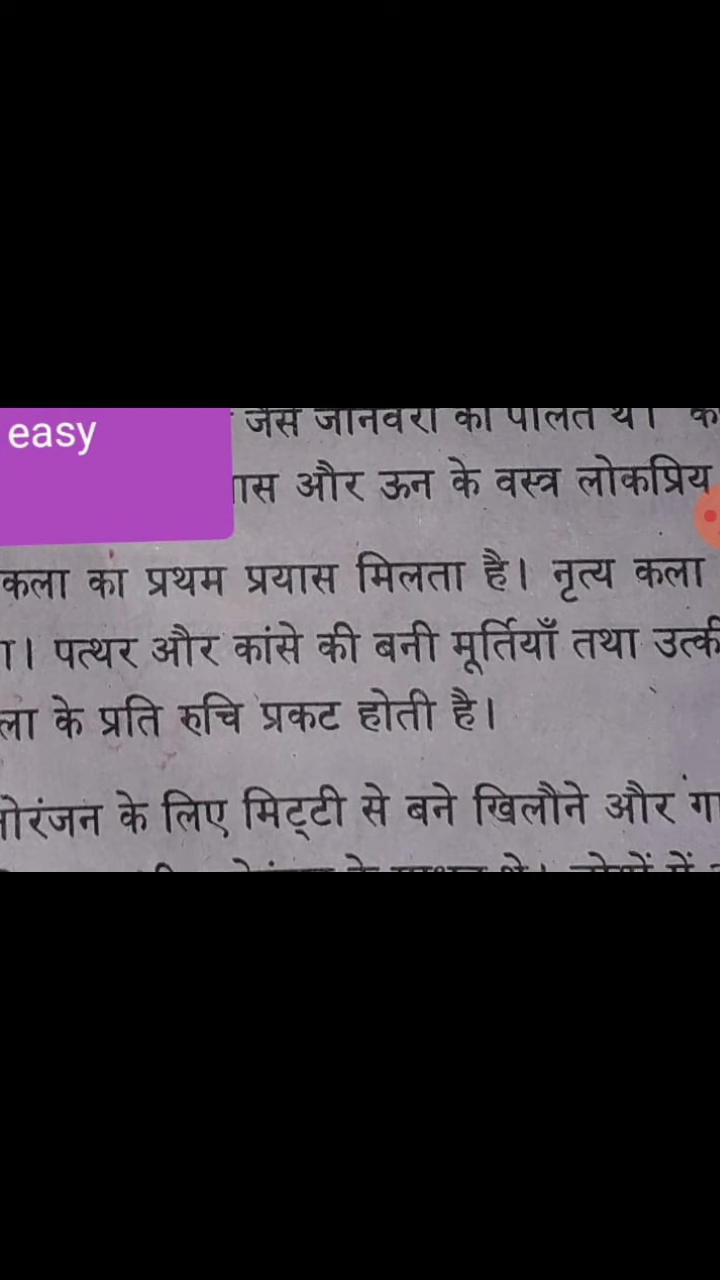 easy
जैसे जानवरों को पालते थे।
और ऊन के वस्त्र लोकप्रिय
कला का प्रथम प्रयास मिलता है। नृत्य कला
पत्थर और कांसे की बनी मूर्तियाँ तथा
के प्रति रुचि प्रकट होती है।
के लिए मिट्टी से बने खिलौने और